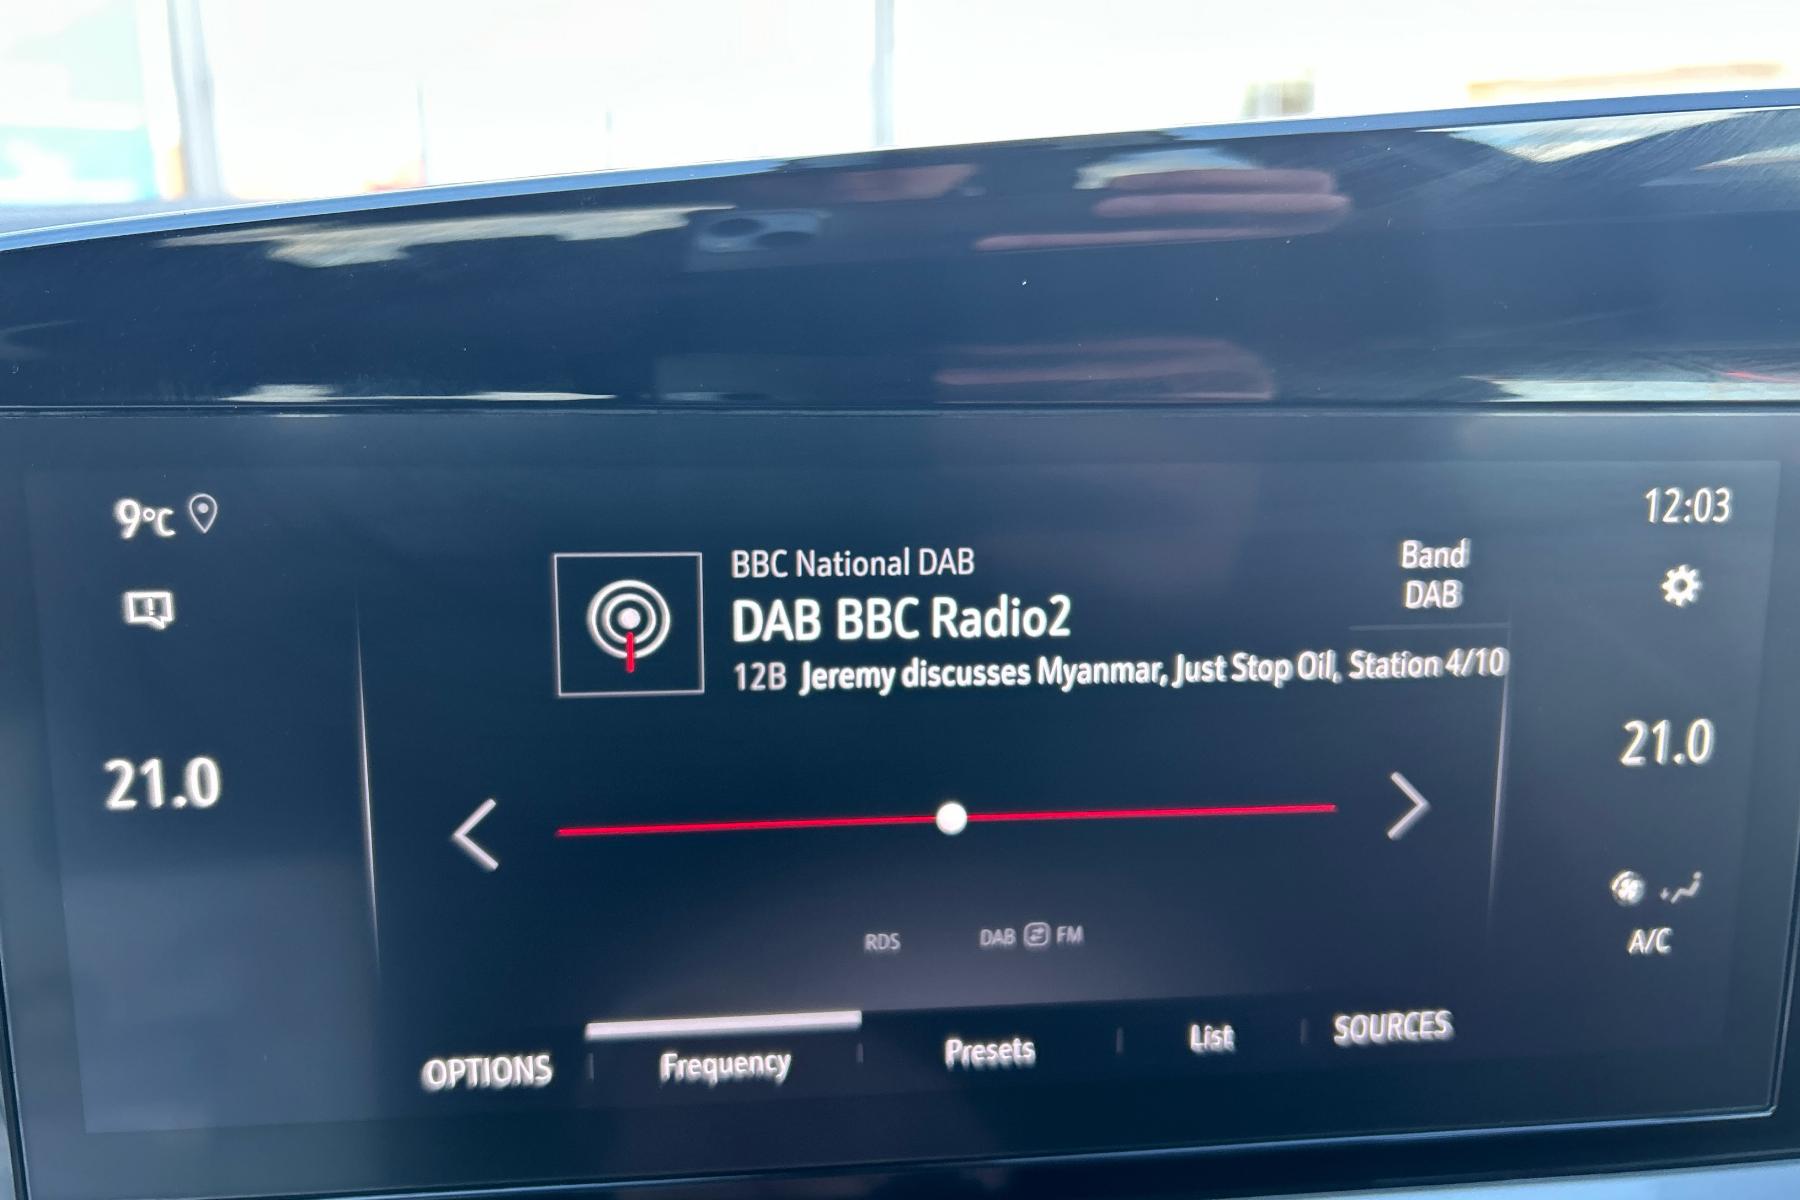 9°C
12:03
BBC National DAB
Band
DAB
DAB BBC Radio2
12B Jeremy discusses Myanmar, Just Stop Oil, Station 4/10
21.0
21.0
RDS
DAB FM
A/C
OPTIONS
Frequency
Presets
List
SOURCES